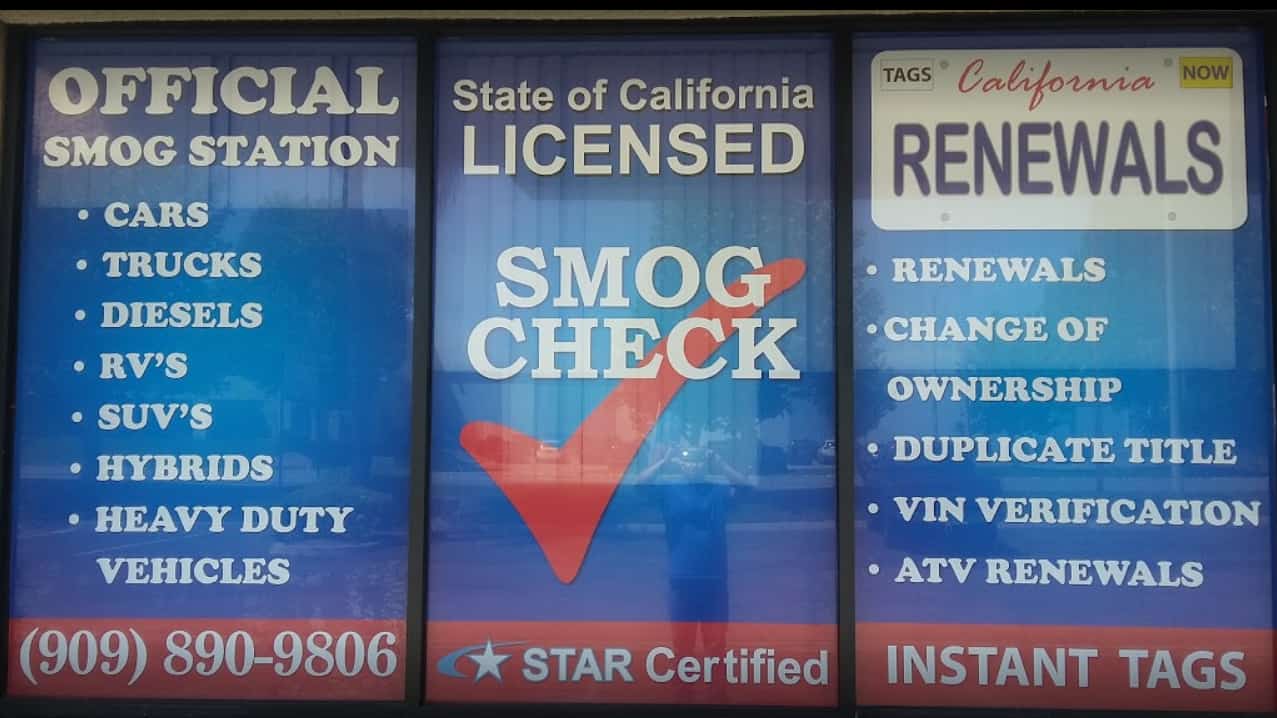 OFFICIAL
SMOG STATION
• CARS
• TRUCKS
• DIESELS
• RV'S
• SUV'S
• HYBRIDS
• HEAVY DUTY
VEHICLES
(909) 890-9806
State of California
LICENSED
SMOG
CHECK
STAR Certified
TAGS California NOW
RENEWALS
• RENEWALS
• CHANGE OF
OWNERSHIP
• DUPLICATE TITLE
• VIN VERIFICATION
• ATV RENEWALS
INSTANT TAGS